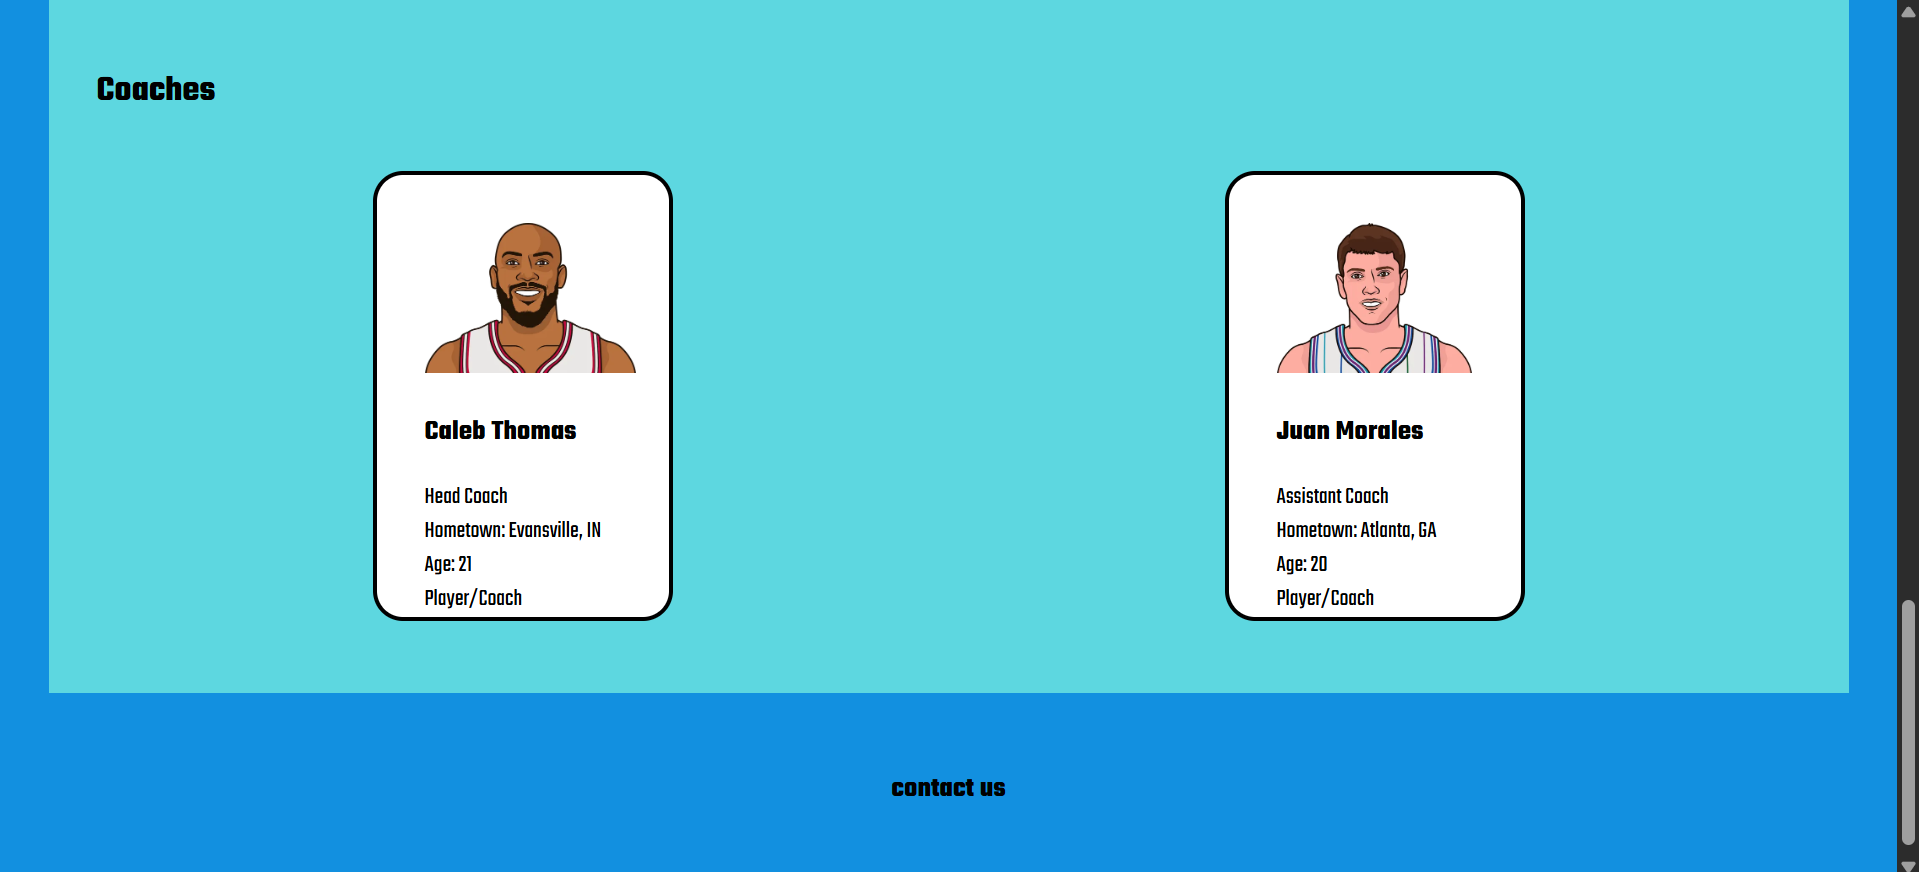 Coaches
Caleb Thomas
Head Coach
Hometown: Evansville, IN
Age: 21
Player/Coach
Juan Morales
Assistant Coach
Hometown: Atlanta, GA
Age: 20
Player/Coach
contact us